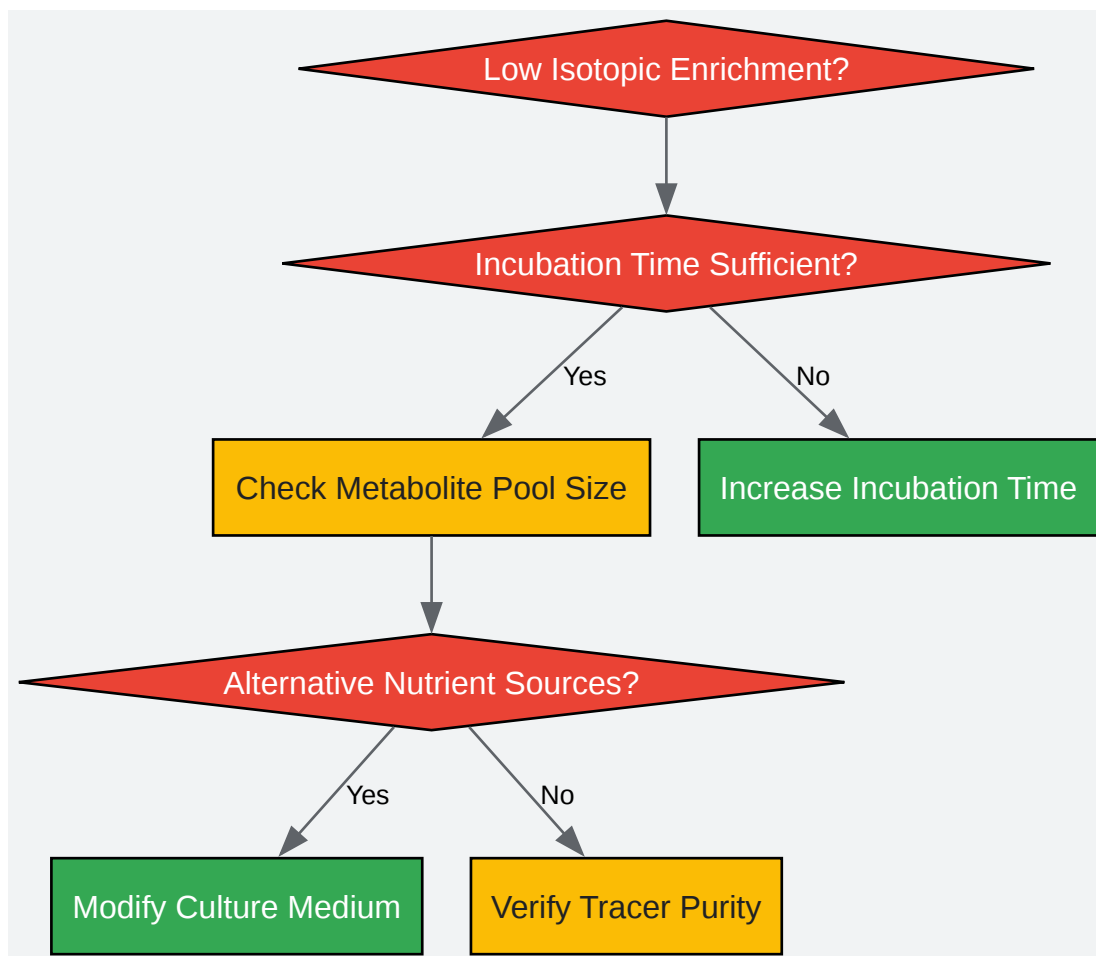 Low Isotopic Enrichment?
Incubation Time Sufficient?
Yes
No
Check Metabolite Pool Size
Increase Incubation Time
Alternative Nutrient Sources?
Yes
No
Modify Culture Medium
Verify Tracer Purity